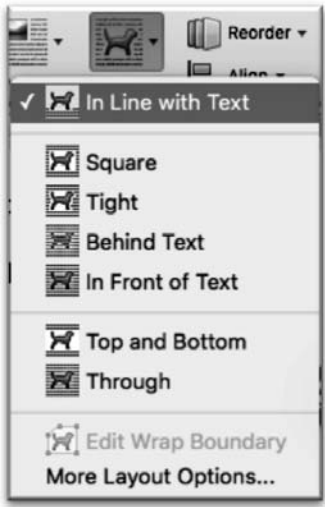 Reorder
Align
✓ In Line with Text
Square
Tight
Behind Text
In Front of Text
Top and Bottom
Through
Edit Wrap Boundary
More Layout Options...